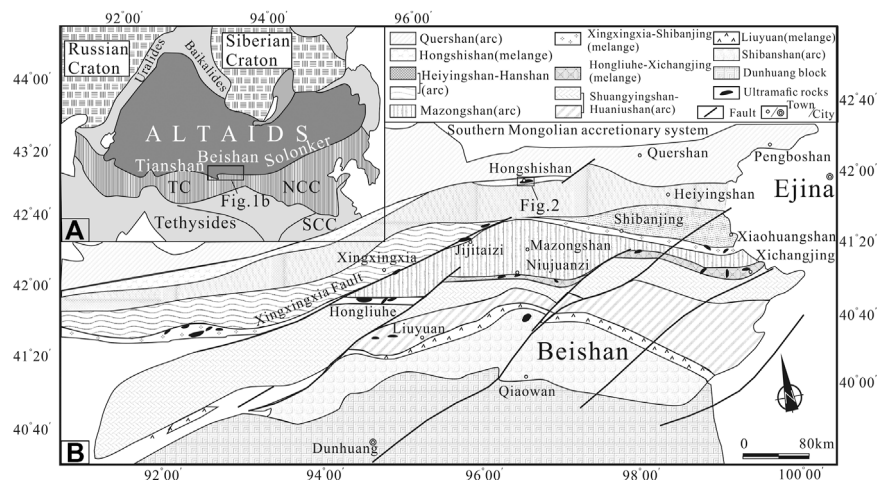 92°00′
94°00′
96°00′
Russian
Craton
Siberian
Craton
Uralides
Baikalides
ALTAIDS
Tianshan
Beishan
Solonker
TC
NCC
Fig.1b
Tethysides
SCC
A
Quershan(arc)
Hongshishan(melange)
Heiyingshan-Hanshan
(arc)
Mazongshan(arc)
Xingxingxia-Shibanjing
(melange)
Hongliuhe-Xichangjing
(melange)
Shuangyingshan-
Huaniushan(arc)
Liuyuan(melange)
Shibanshan(arc)
Dunhuang block
Ultramafic rocks
Fault
Town
/City
44°00′
43°20′
42°40′
42°00′
41°20′
40°40′
42°40′
42°00′
41°20′
40°40′
40°00′
Southern Mongolian accretionary system
Quershan
Pengboshan
Hongshishan
Heiyingshan
Ejina
Fig.2
Shibanjing
Xiaohuangshan
Xichangjing
Jijitaizi
Mazongshan
Niujuanzi
Xingxingxia
Xingxingxia Fault
Hongliuhe
Liuyuan
Beishan
Qiaowan
Dunhuang
B
0 80km
92°00′
94°00′
96°00′
98°00′
100°00′